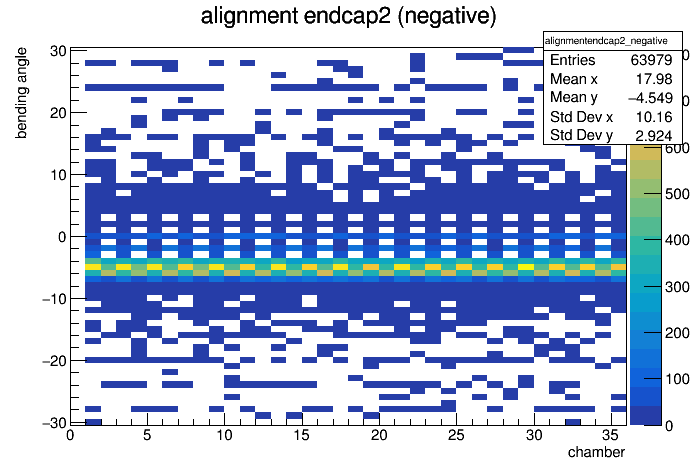 alignment endcap2 (negative)
alignmentendcap2_negative
Entries 63979
Mean x 17.98
Mean y −4.549
Std Dev x 10.16
Std Dev y 2.924
bending angle
30
20
10
0
−10
−20
−30
0 5 10 15 20 25 30 35
chamber
0
0
600
500
400
300
200
100
0